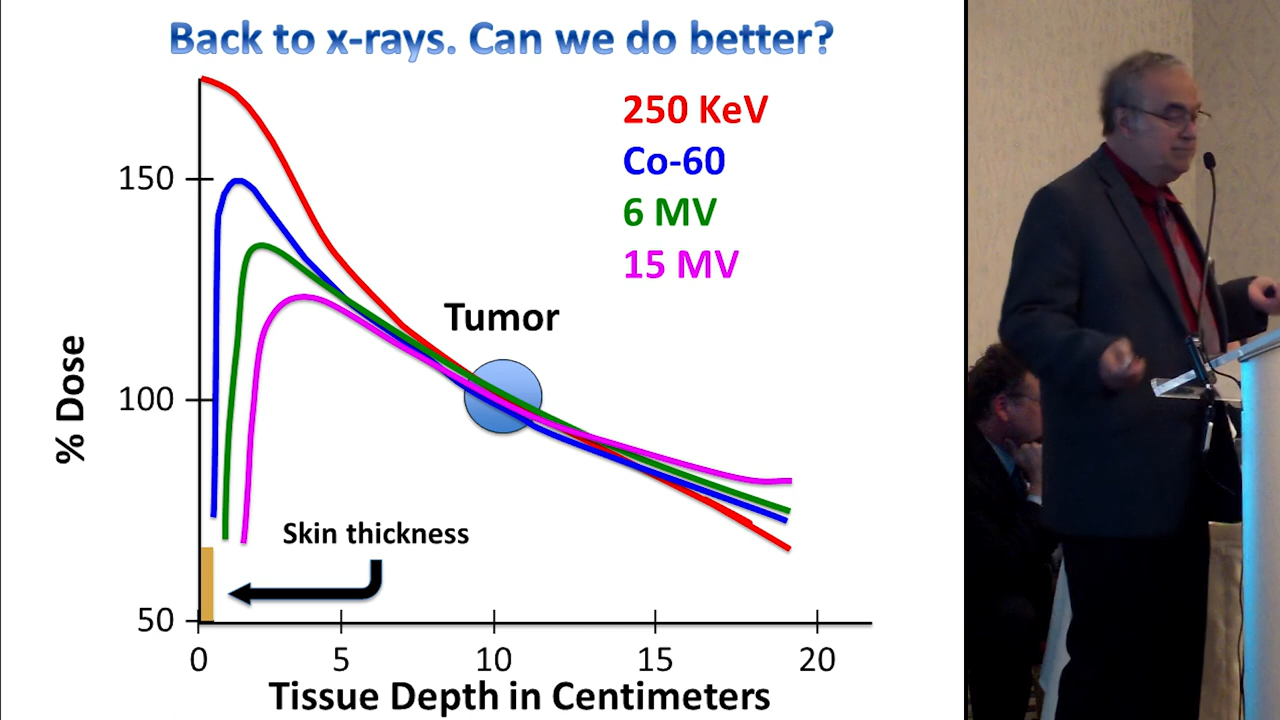 Back to x-rays. Can we do better?
250 KeV
Co-60
6 MV
15 MV
150
Tumor
100
% Dose
Skin thickness
50
0 5 10 15 20
Tissue Depth in Centimeters